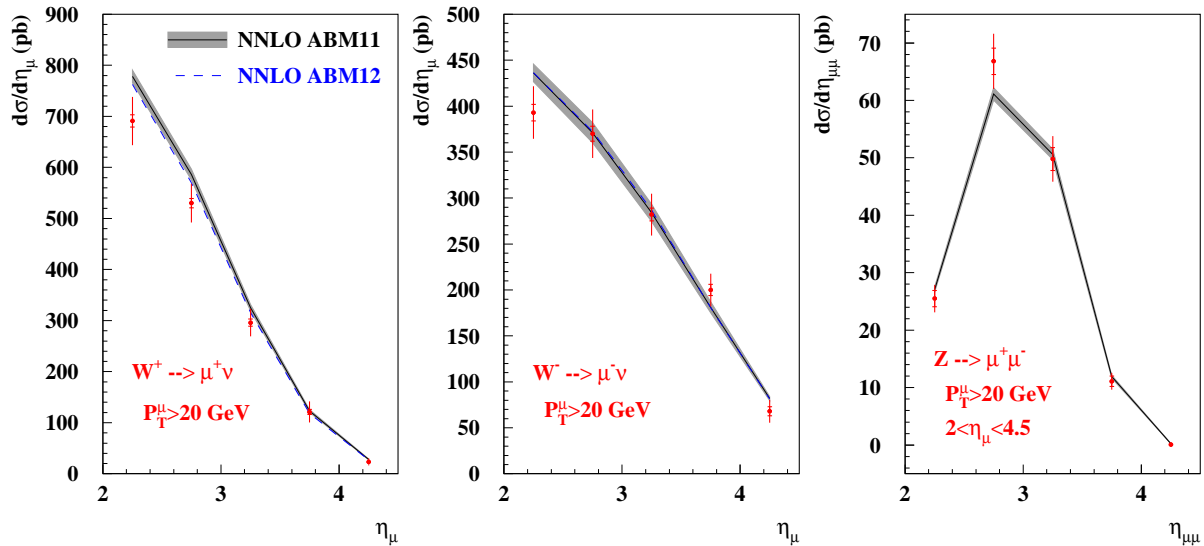 dσ/dη_μ (pb)
900
800
700
600
500
400
300
200
100
0
NNLO ABM11
NNLO ABM12
W⁺ --> μ⁺ν
P_T^μ>20 GeV
2 3 4
η_μ
dσ/dη_μ (pb)
500
450
400
350
300
250
200
150
100
50
0
W⁻ --> μ⁻ν
P_T^μ>20 GeV
2 3 4
η_μ
dσ/dη_μμ (pb)
70
60
50
40
30
20
10
0
Z --> μ⁺μ⁻
P_T^μ>20 GeV
2<η_μ<4.5
2 3 4
η_μμ